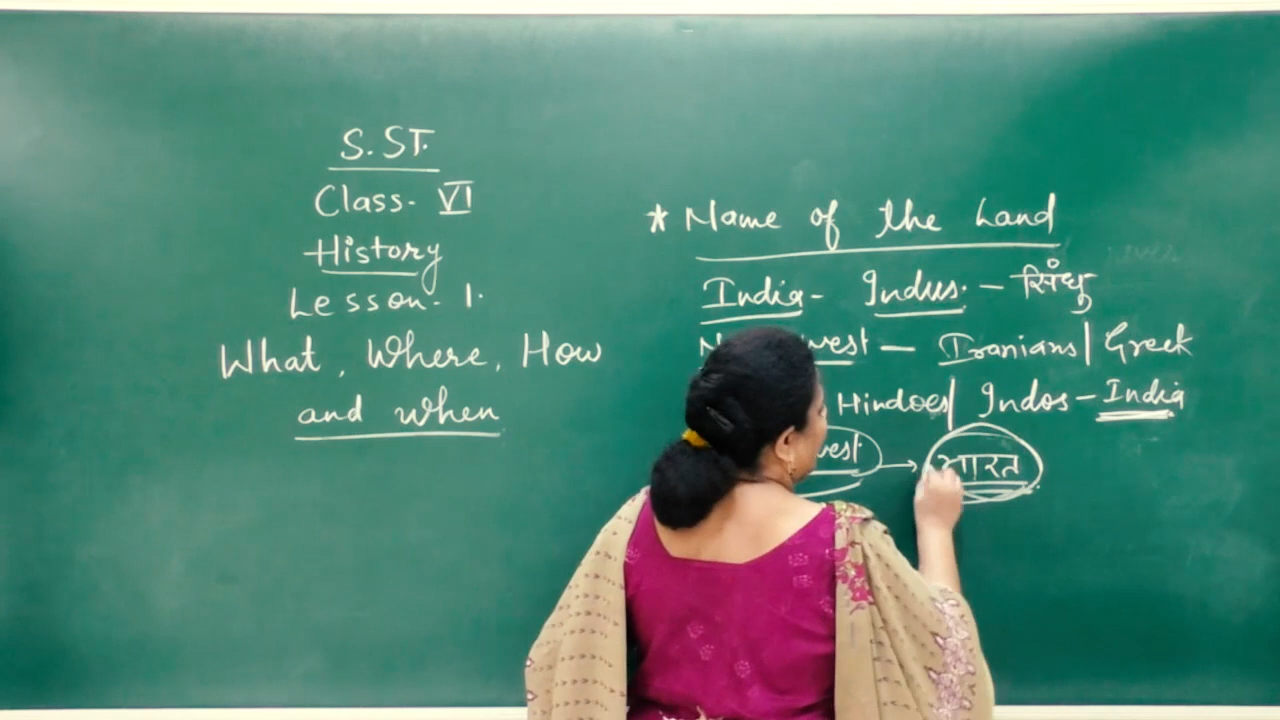 S.ST.
Class- VI
History
Lesson- 1.
What, Where, How
and when
* Name of the Land
India- Indus. - सिंधु
west - Iranians| Greek
Hindoes| Indos - India
west. → भारत